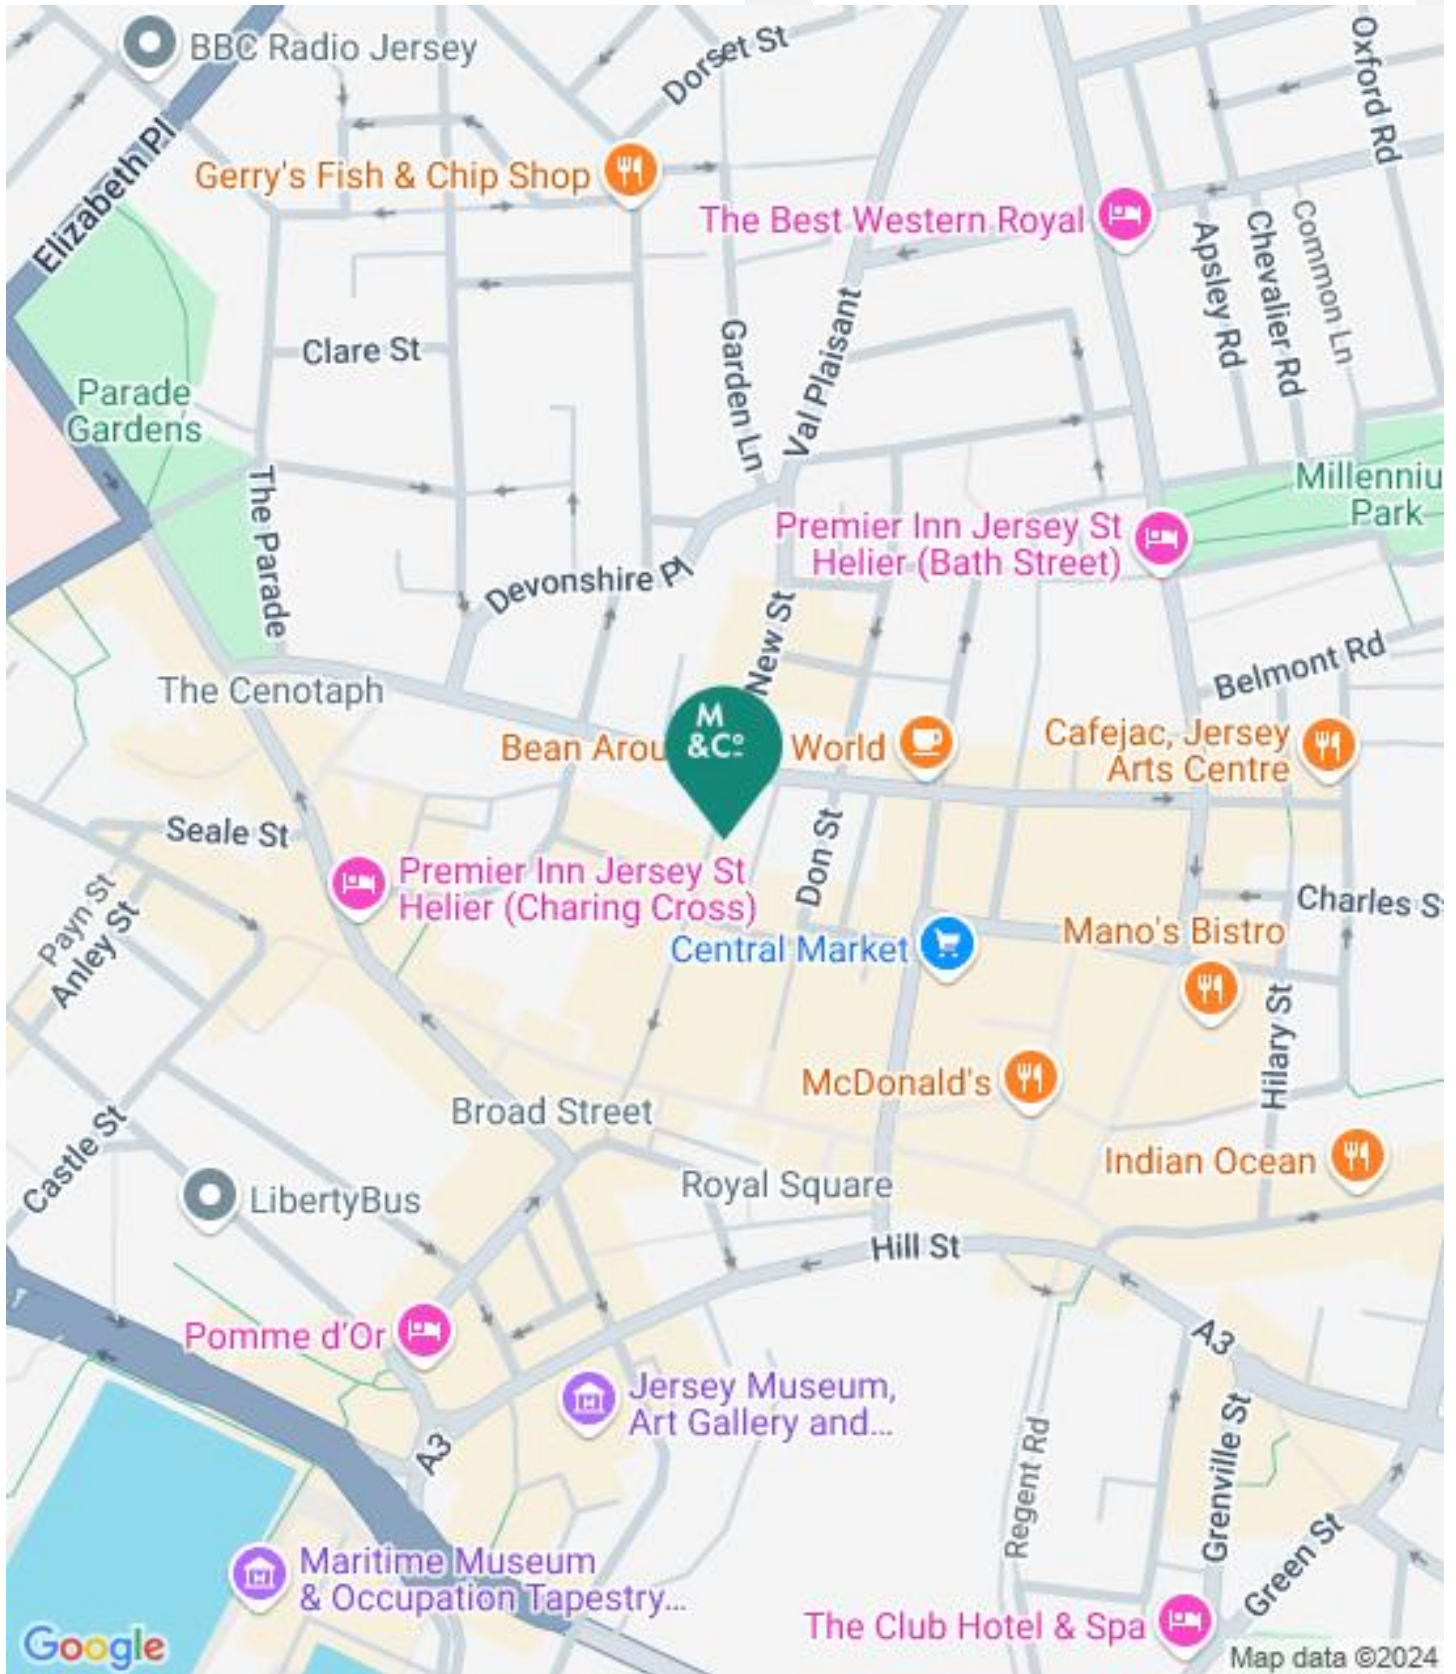 BBC Radio Jersey
Dorset St
Oxford Rd
Elizabeth Pl
Gerry's Fish & Chip Shop
The Best Western Royal
Apsley Rd
Chevalier Rd
Common Ln
Clare St
Garden Ln
Val Plaisant
Parade
Gardens
The Parade
Millenniu
Park
Premier Inn Jersey St
Helier (Bath Street)
Devonshire Pl
New St
Belmont Rd
The Cenotaph
M
&Co
Bean Arou
World
Cafejac, Jersey
Arts Centre
Seale St
Don St
Premier Inn Jersey St
Helier (Charing Cross)
Charles S
Payn St
Anley St
Central Market
Mano's Bistro
Hilary St
McDonald's
Broad Street
Castle St
Indian Ocean
Royal Square
LibertyBus
Hill St
Pomme d'Or
A3
Jersey Museum,
Art Gallery and...
A3
Regent Rd
Grenville St
Green St
Maritime Museum
& Occupation Tapestry...
The Club Hotel & Spa
Google
Map data ©2024